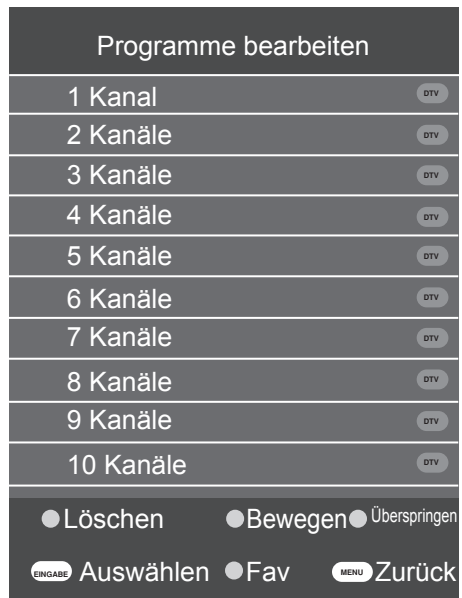 Programme bearbeiten
1 Kanal DTV
2 Kanäle DTV
3 Kanäle DTV
4 Kanäle DTV
5 Kanäle DTV
6 Kanäle DTV
7 Kanäle DTV
8 Kanäle DTV
9 Kanäle DTV
10 Kanäle DTV
Löschen Bewegen Überspringen
EINGABE Auswählen Fav MENU Zurück